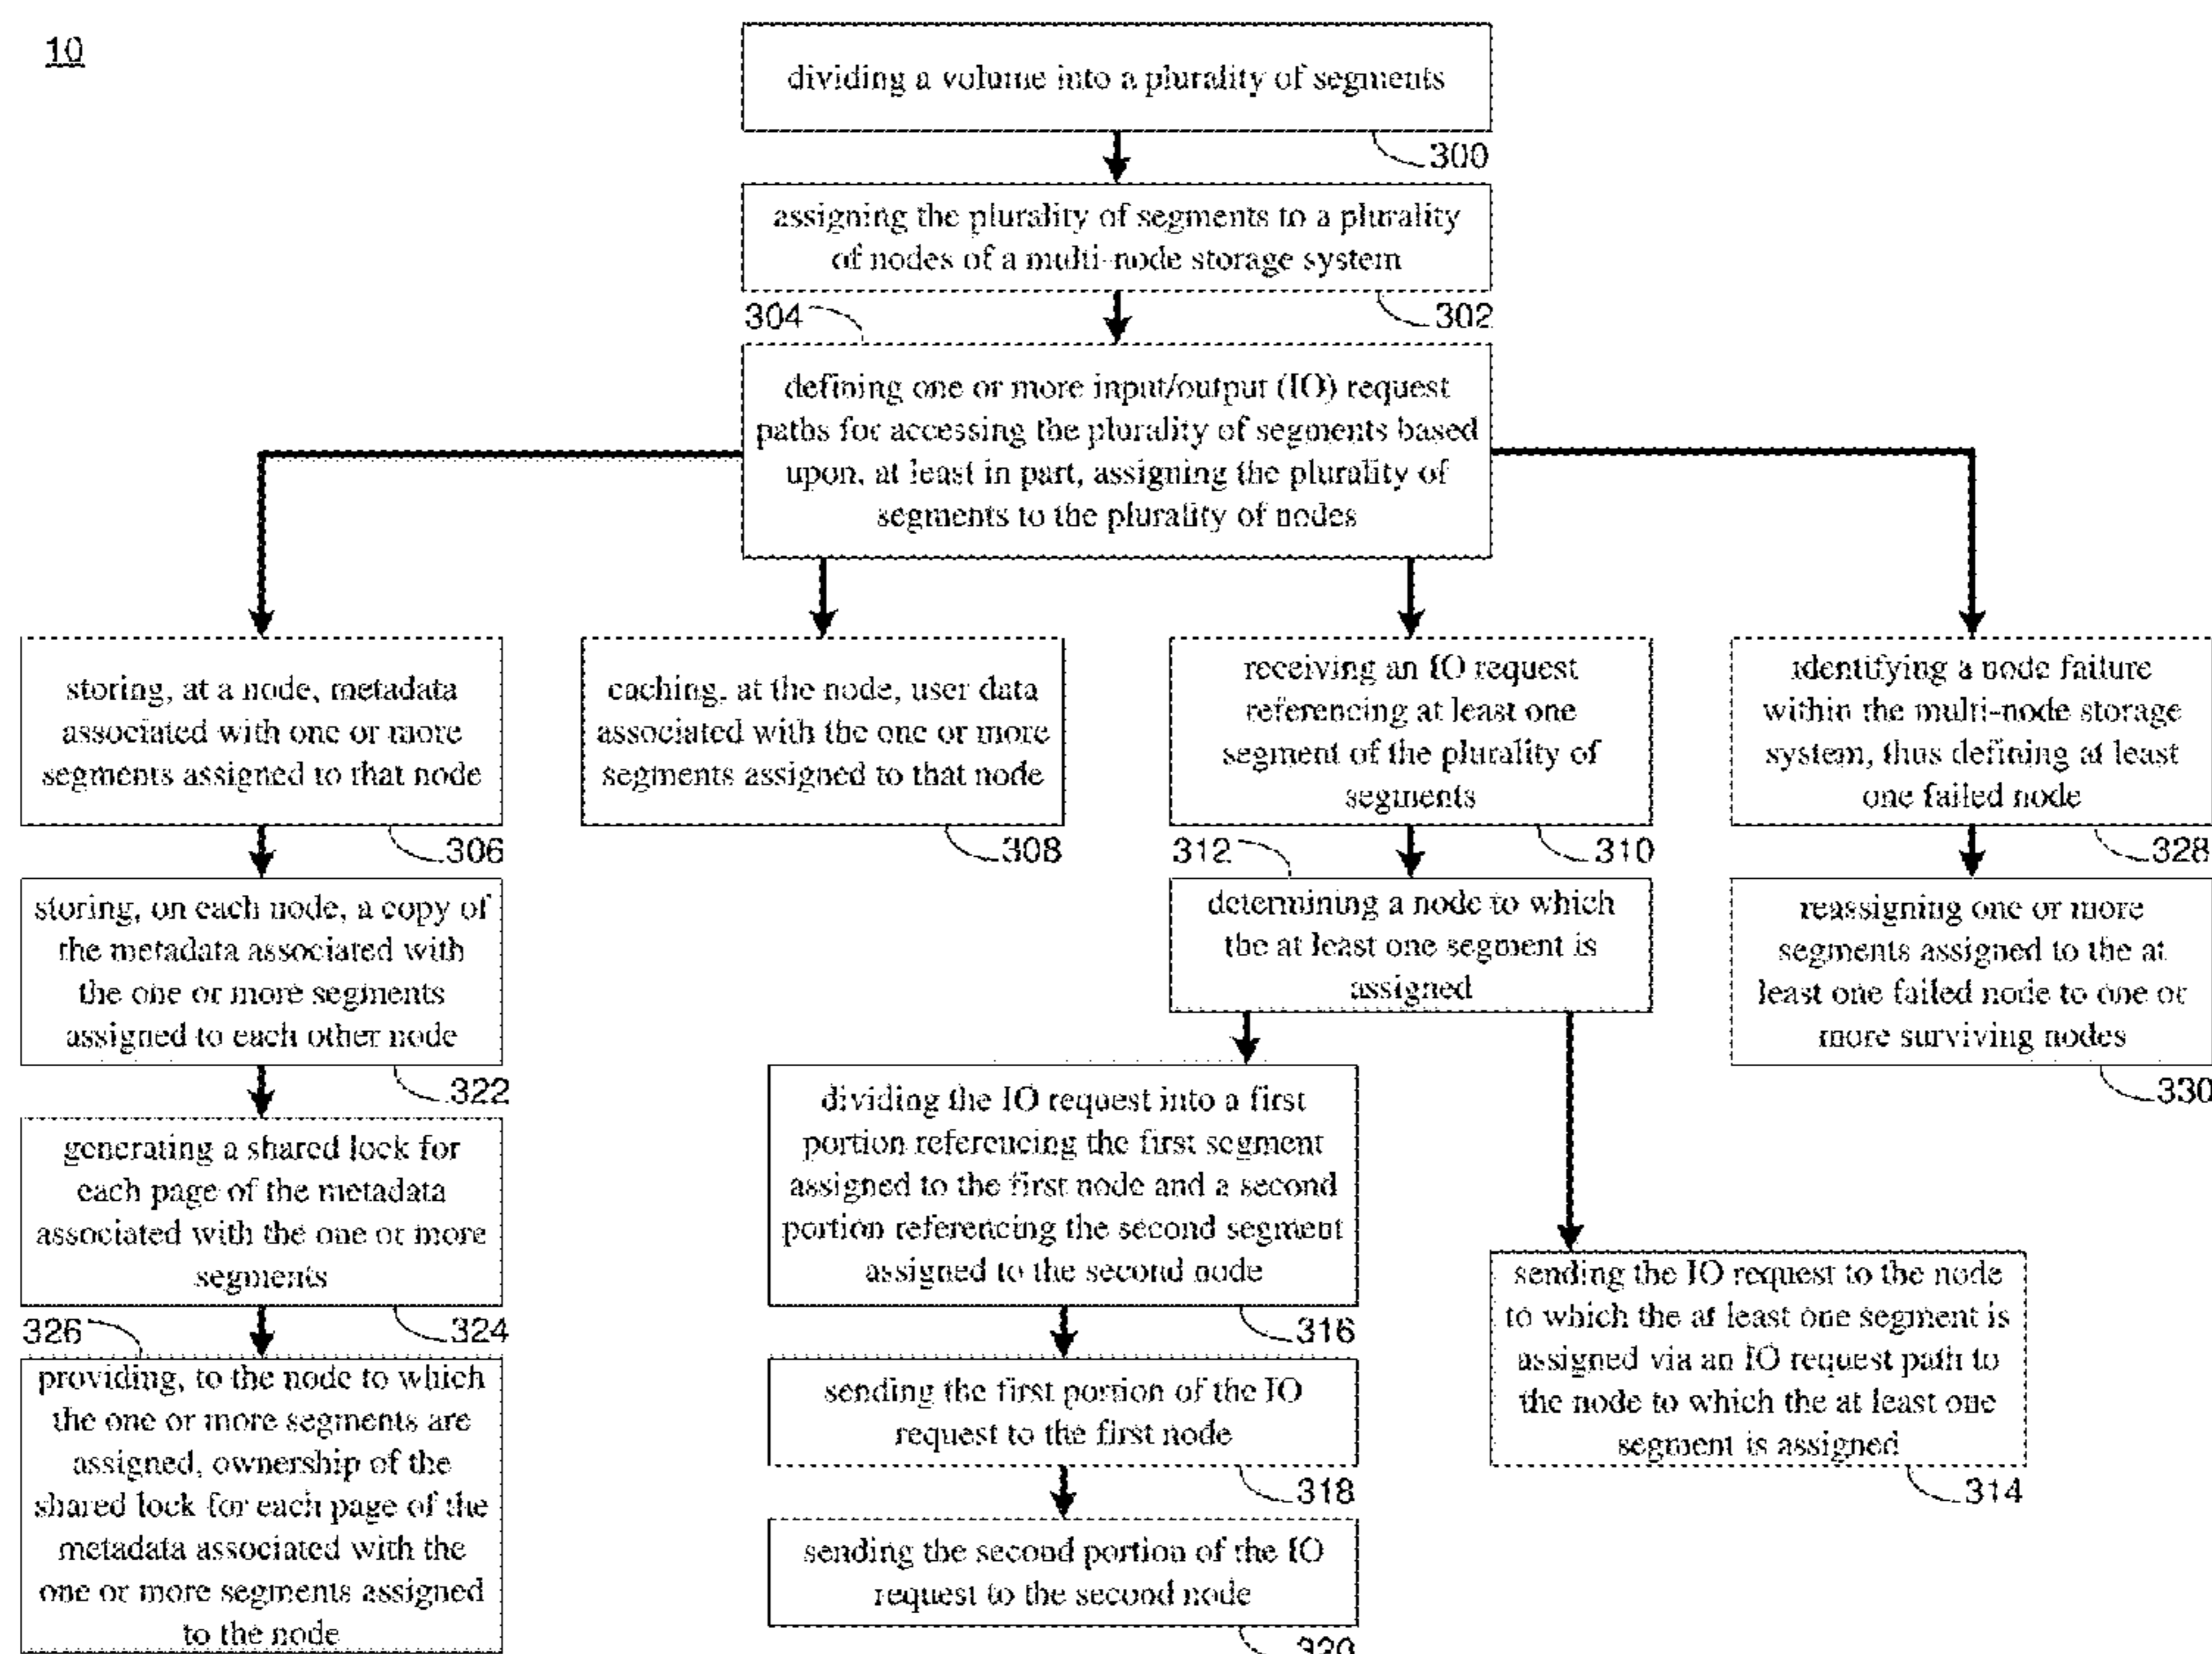 10
dividing a volume into a plurality of segments
300
assigning the plurality of segments to a plurality
of nodes of a multi-node storage system
302
304
defining one or more input/output (IO) request
paths for accessing the plurality of segments based
upon, at least in part, assigning the plurality of
segments to the plurality of nodes
storing, at a node, metadata
associated with one or more
segments assigned to that node
306
storing, on each node, a copy of
the metadata associated with
the one or more segments
assigned to each other node
322
generating a shared lock for
each page of the metadata
associated with the one or more
segments
324
326
providing, to the node to which
the one or more segments are
assigned, ownership of the
shared lock for each page of the
metadata associated with the
one or more segments assigned
to the node
caching, at the node, user data
associated with the one or more
segments assigned to that node
308
receiving an IO request
referencing at least one
segment of the plurality of
segments
310
312
determining a node to which
the at least one segment is
assigned
dividing the IO request into a first
portion referencing the first segment
assigned to the first node and a second
portion referencing the second segment
assigned to the second node
316
sending the first portion of the IO
request to the first node
318
sending the second portion of the IO
request to the second node
320
sending the IO request to the node
to which the at least one segment is
assigned via an IO request path to
the node to which the at least one
segment is assigned
314
identifying a node failure
within the multi-node storage
system, thus defining at least
one failed node
328
reassigning one or more
segments assigned to the at
least one failed node to one or
more surviving nodes
330